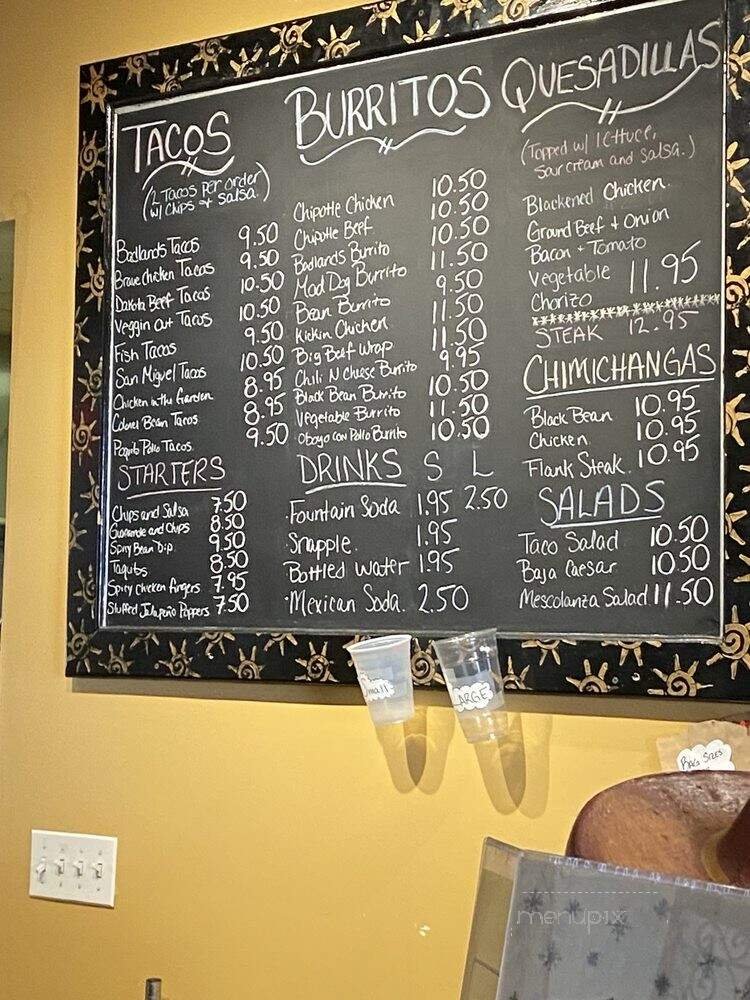 TACOS
(2 Tacos per order
w/ chips & salsa.)
Badlands Tacos 9.50
Brave chicken Tacos 9.50
Dakota Beef Tacos 10.50
Veggin Out Tacos 10.50
Fish Tacos 9.50
San Miguel Tacos 10.50
Chicken in the Garden 8.95
Colonel Bean Tacos 8.95
Poquito Pollo Tacos 9.50
STARTERS
Chips and Salsa 7.50
Guacamole and Chips 8.50
Spicy Bean Dip 9.50
Taquitos 8.50
Spicy Chicken fingers 7.95
Stuffed Jalapeño Poppers 7.50
BURRITOS
Chipotle Chicken 10.50
Chipotle Beef 10.50
Badlands Burrito 10.50
Mad Dog Burrito 11.50
Bean Burrito 9.50
Kickin Chicken 11.50
Big Beef Wrap 11.50
Chili N Cheese Burrito 9.95
Black Bean Burrito 10.50
Vegetable Burrito 11.50
Oboyo Con Pollo Burrito 10.50
DRINKS S L
Fountain Soda 1.95 2.50
Snapple. 1.95
Bottled Water 1.95
Mexican Soda. 2.50
QUESADILLAS
(Topped w/ lettuce,
sour cream and salsa.)
Blackened Chicken.
Ground Beef + Onion
Bacon + Tomato
Vegetable 11.95
Chorizo
STEAK 12.95
CHIMICHANGAS
Black Bean 10.95
Chicken. 10.95
Flank Steak. 10.95
SALADS
Taco Salad 10.50
Baja Caesar 10.50
Mescolanza Salad 11.50
Small
LARGE
Bag Sizes
menupix